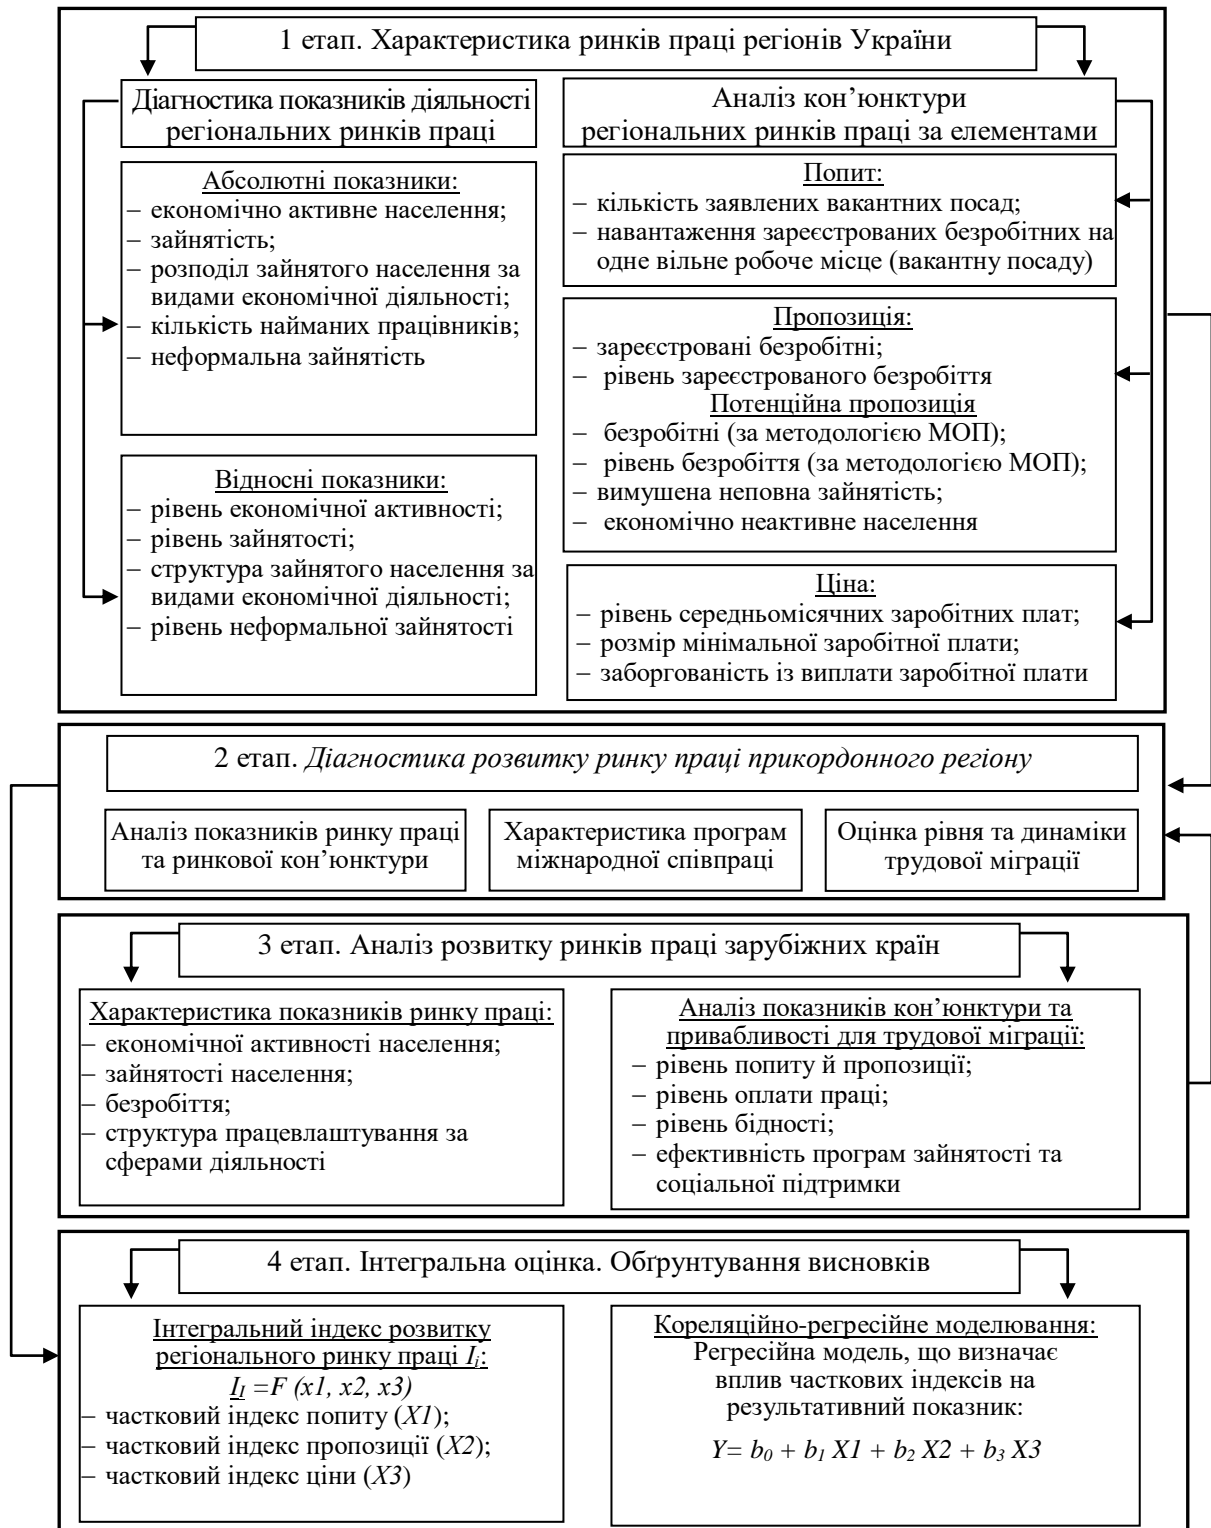 1 етап. Характеристика ринків праці регіонів України
Діагностика показників діяльності
регіональних ринків праці
Абсолютні показники:
– економічно активне населення;
– зайнятість;
– розподіл зайнятого населення за
видами економічної діяльності;
– кількість найманих працівників;
– неформальна зайнятість
Відносні показники:
– рівень економічної активності;
– рівень зайнятості;
– структура зайнятого населення за
видами економічної діяльності;
– рівень неформальної зайнятості
Аналіз кон’юнктури
регіональних ринків праці за елементами
Попит:
– кількість заявлених вакантних посад;
– навантаження зареєстрованих безробітних на
одне вільне робоче місце (вакантну посаду)
Пропозиція:
– зареєстровані безробітні;
– рівень зареєстрованого безробіття
Потенційна пропозиція
– безробітні (за методологією МОП);
– рівень безробіття (за методологією МОП);
– вимушена неповна зайнятість;
– економічно неактивне населення
Ціна:
– рівень середньомісячних заробітних плат;
– розмір мінімальної заробітної плати;
– заборгованість із виплати заробітної плати
2 етап. Діагностика розвитку ринку праці прикордонного регіону
Аналіз показників ринку праці
та ринкової кон’юнктури
Характеристика програм
міжнародної співпраці
Оцінка рівня та динаміки
трудової міграції
3 етап. Аналіз розвитку ринків праці зарубіжних країн
Характеристика показників ринку праці:
– економічної активності населення;
– зайнятості населення;
– безробіття;
– структура працевлаштування за
сферами діяльності
Аналіз показників кон’юнктури та
привабливості для трудової міграції:
– рівень попиту й пропозиції;
– рівень оплати праці;
– рівень бідності;
– ефективність програм зайнятості та
соціальної підтримки
4 етап. Інтегральна оцінка. Обґрунтування висновків
Інтегральний індекс розвитку
регіонального ринку праці Ii:
II =F (x1, x2, x3)
– частковий індекс попиту (X1);
– частковий індекс пропозиції (X2);
– частковий індекс ціни (X3)
Кореляційно-регресійне моделювання:
Регресійна модель, що визначає
вплив часткових індексів на
результативний показник:
Y= b0 + b1 X1 + b2 X2 + b3 X3